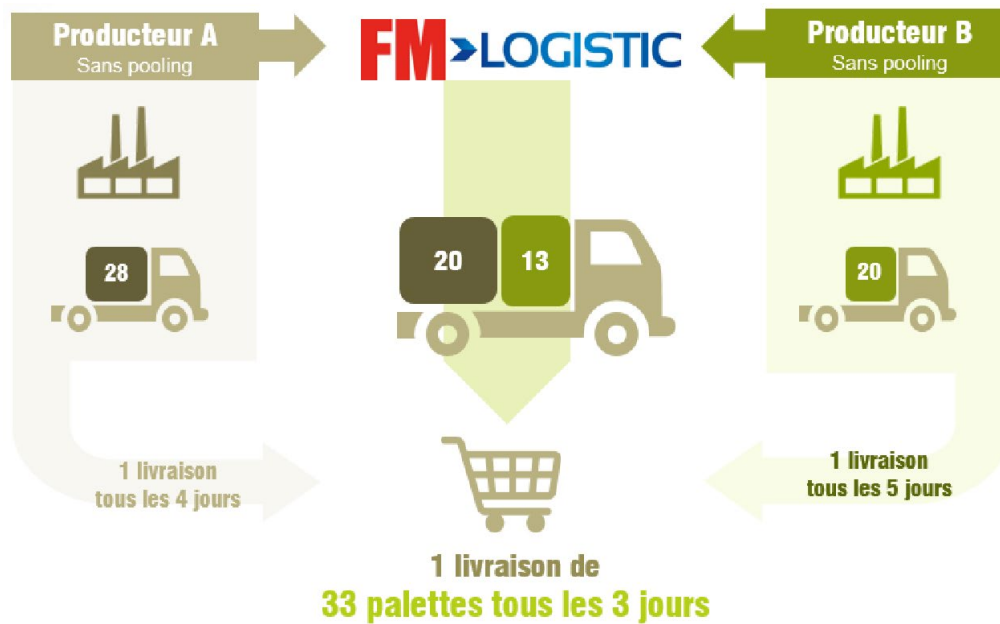 Producteur A
Sans pooling
FM LOGISTIC
Producteur B
Sans pooling
28
20
13
20
1 livraison
tous les 4 jours
1 livraison
tous les 5 jours
1 livraison de
33 palettes tous les 3 jours